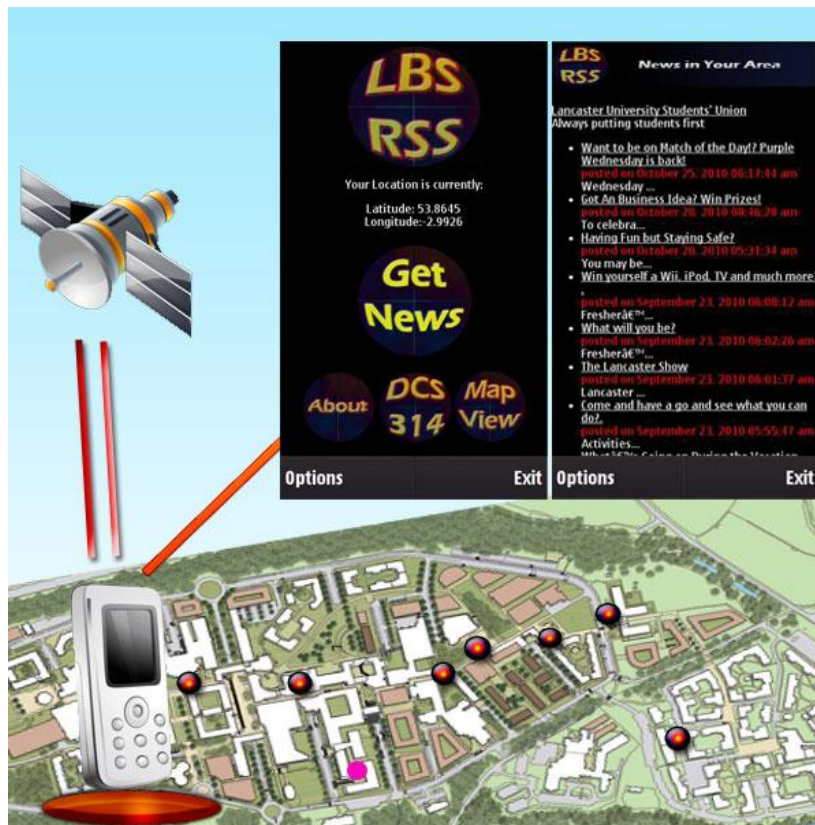 LBS
RSS
Your Location is currently:
Latitude: 53.8645
Longitude:-2.9926
Get
News
About
DCS
314
Map
View
Options
Exit
LBS
RSS
News in Your Area
Lancaster University Students' Union
Always putting students first
Want to be on Match of the Day!? Purple
Wednesday is back!
posted on October 25, 2010 06:17:44 am
Wednesday ...
Got An Business Idea? Win Prizes!
posted on October 20, 2010 08:46:20 am
To celebra...
Having Fun but Staying Safe?
posted on October 20, 2010 05:31:34 am
You may be...
Win yourself a Wii, iPod, TV and much more
.
posted on September 23, 2010 06:08:12 am
Fresherâ€™...
What will you be?
posted on September 23, 2010 06:02:26 am
Fresherâ€™...
The Lancaster Show
posted on September 23, 2010 06:01:37 am
Lancaster ...
Come and have a go and see what you can
do?.
posted on September 23, 2010 05:55:47 am
Activities...
Whatâ€™s Going on During the Vacation
Options
Exit